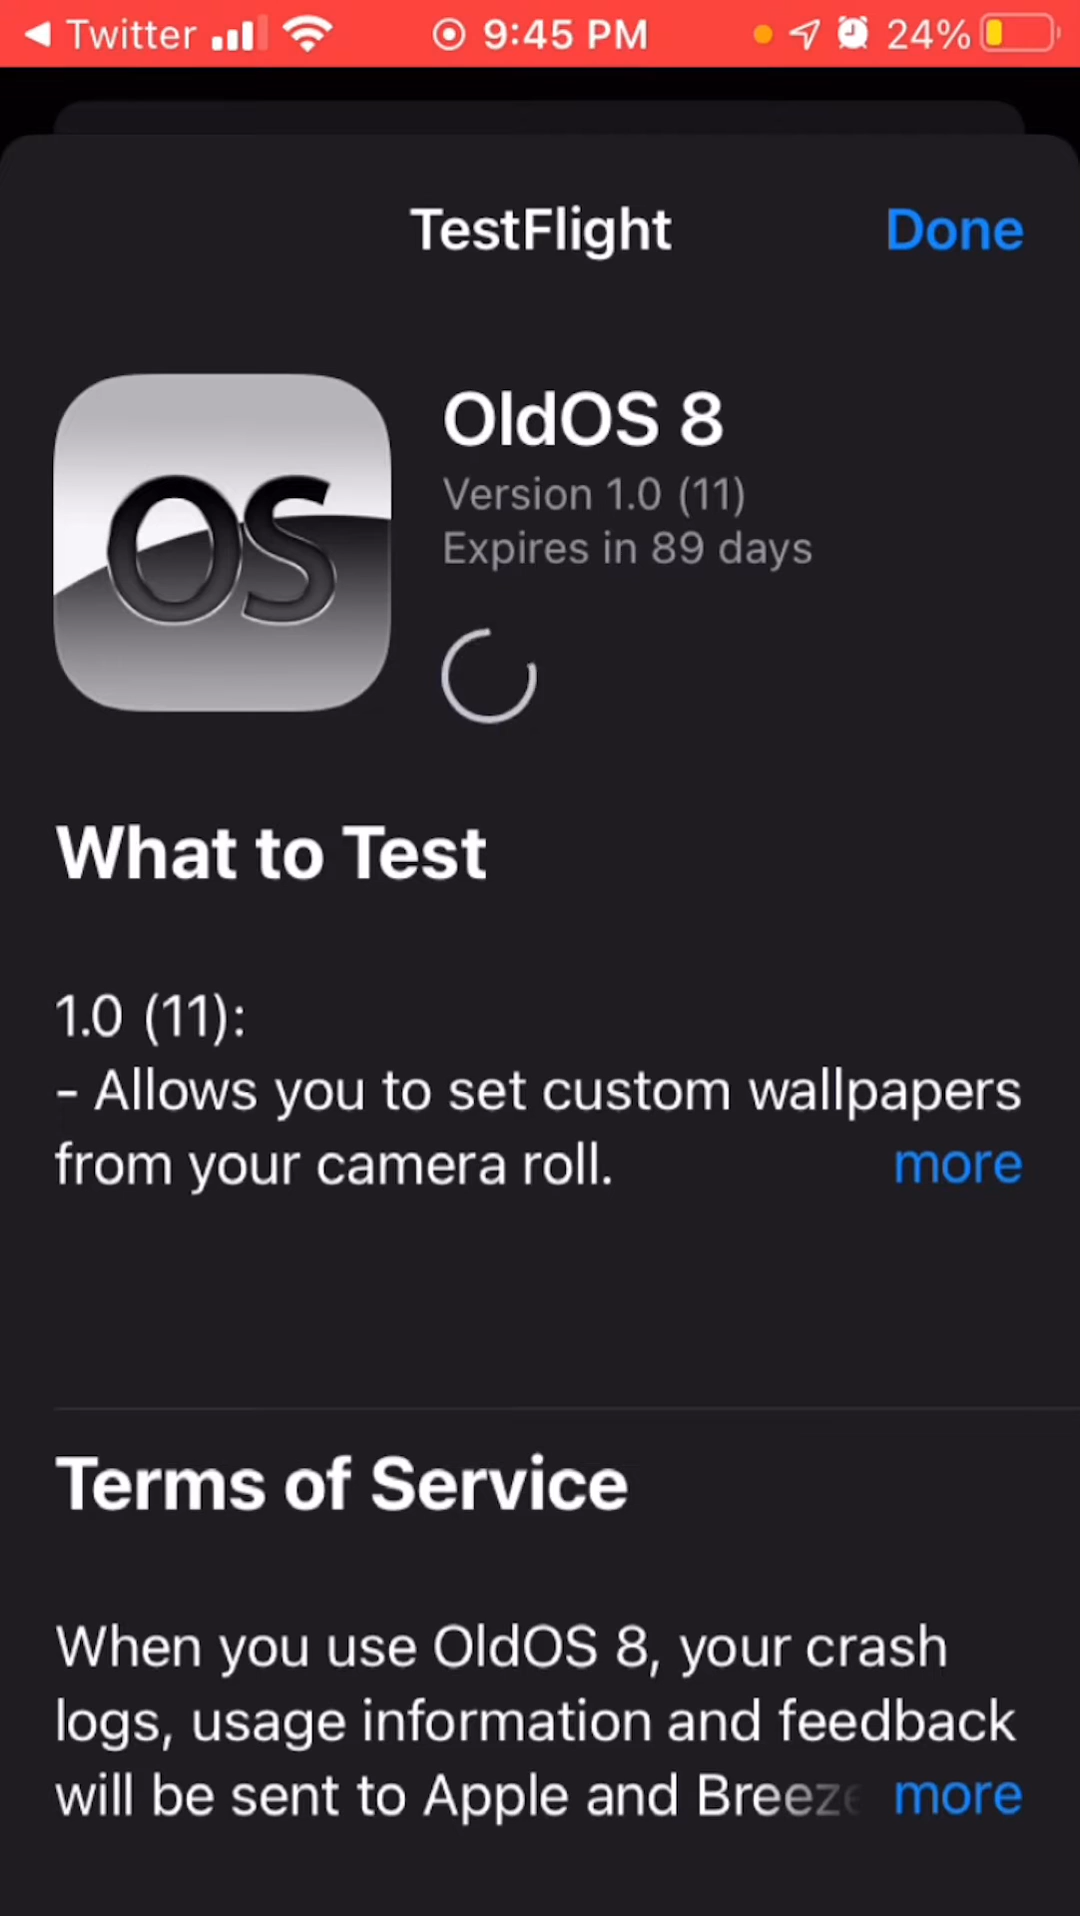 Twitter 9:45 PM 24%
TestFlight Done
OS
OldOS 8
Version 1.0 (11)
Expires in 89 days
What to Test
1.0 (11):
- Allows you to set custom wallpapers
from your camera roll. more
Terms of Service
When you use OldOS 8, your crash
logs, usage information and feedback
will be sent to Apple and Breeze more